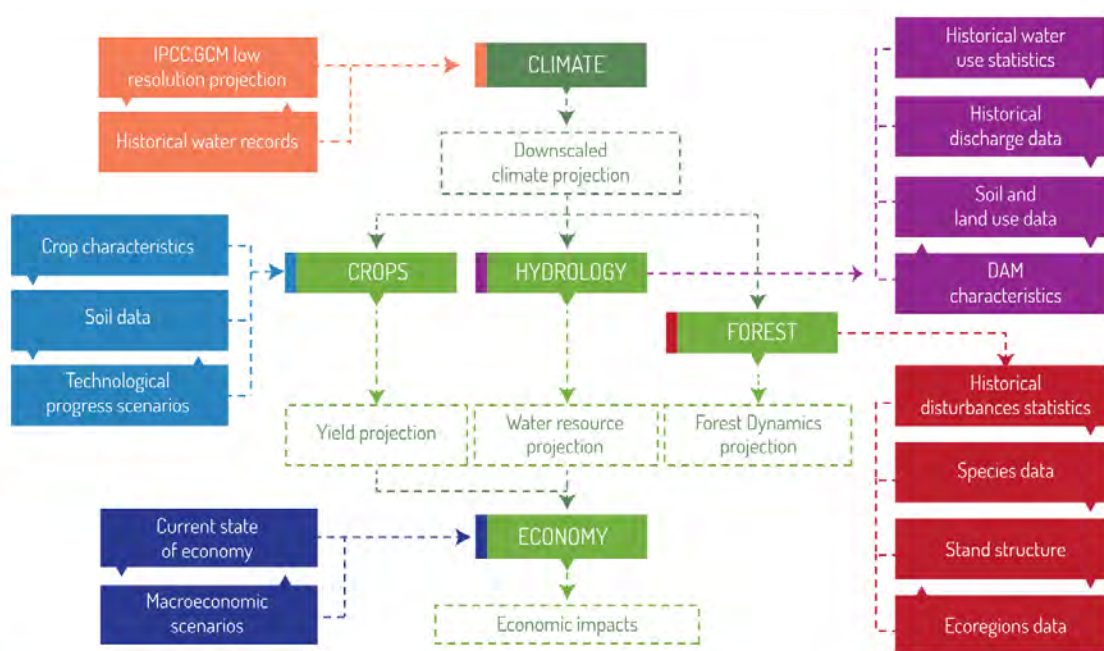 IPCC.GCM low
resolution projection
Historical water records
CLIMATE
Downscaled
climate projection
Historical water
use statistics
Historical
discharge data
Soil and
land use data
DAM
characteristics
Crop characteristics
Soil data
Technological
progress scenarios
CROPS
HYDROLOGY
FOREST
Yield projection
Water resource
projection
Forest Dynamics
projection
Historical
disturbances statistics
Species data
Stand structure
Ecoregions data
Current state
of economy
Macroeconomic
scenarios
ECONOMY
Economic impacts